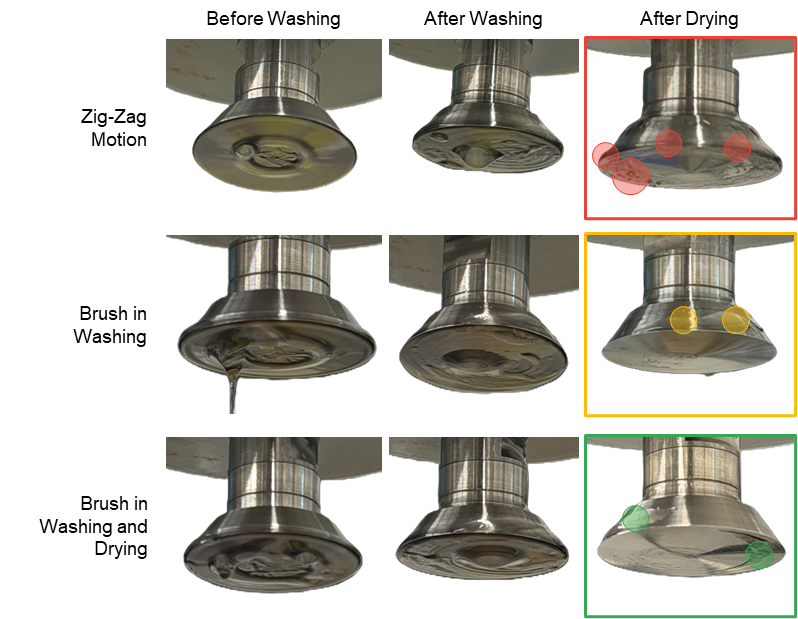 Before Washing
After Washing
After Drying
Zig-Zag
Motion
Brush in
Washing
Brush in
Washing and
Drying